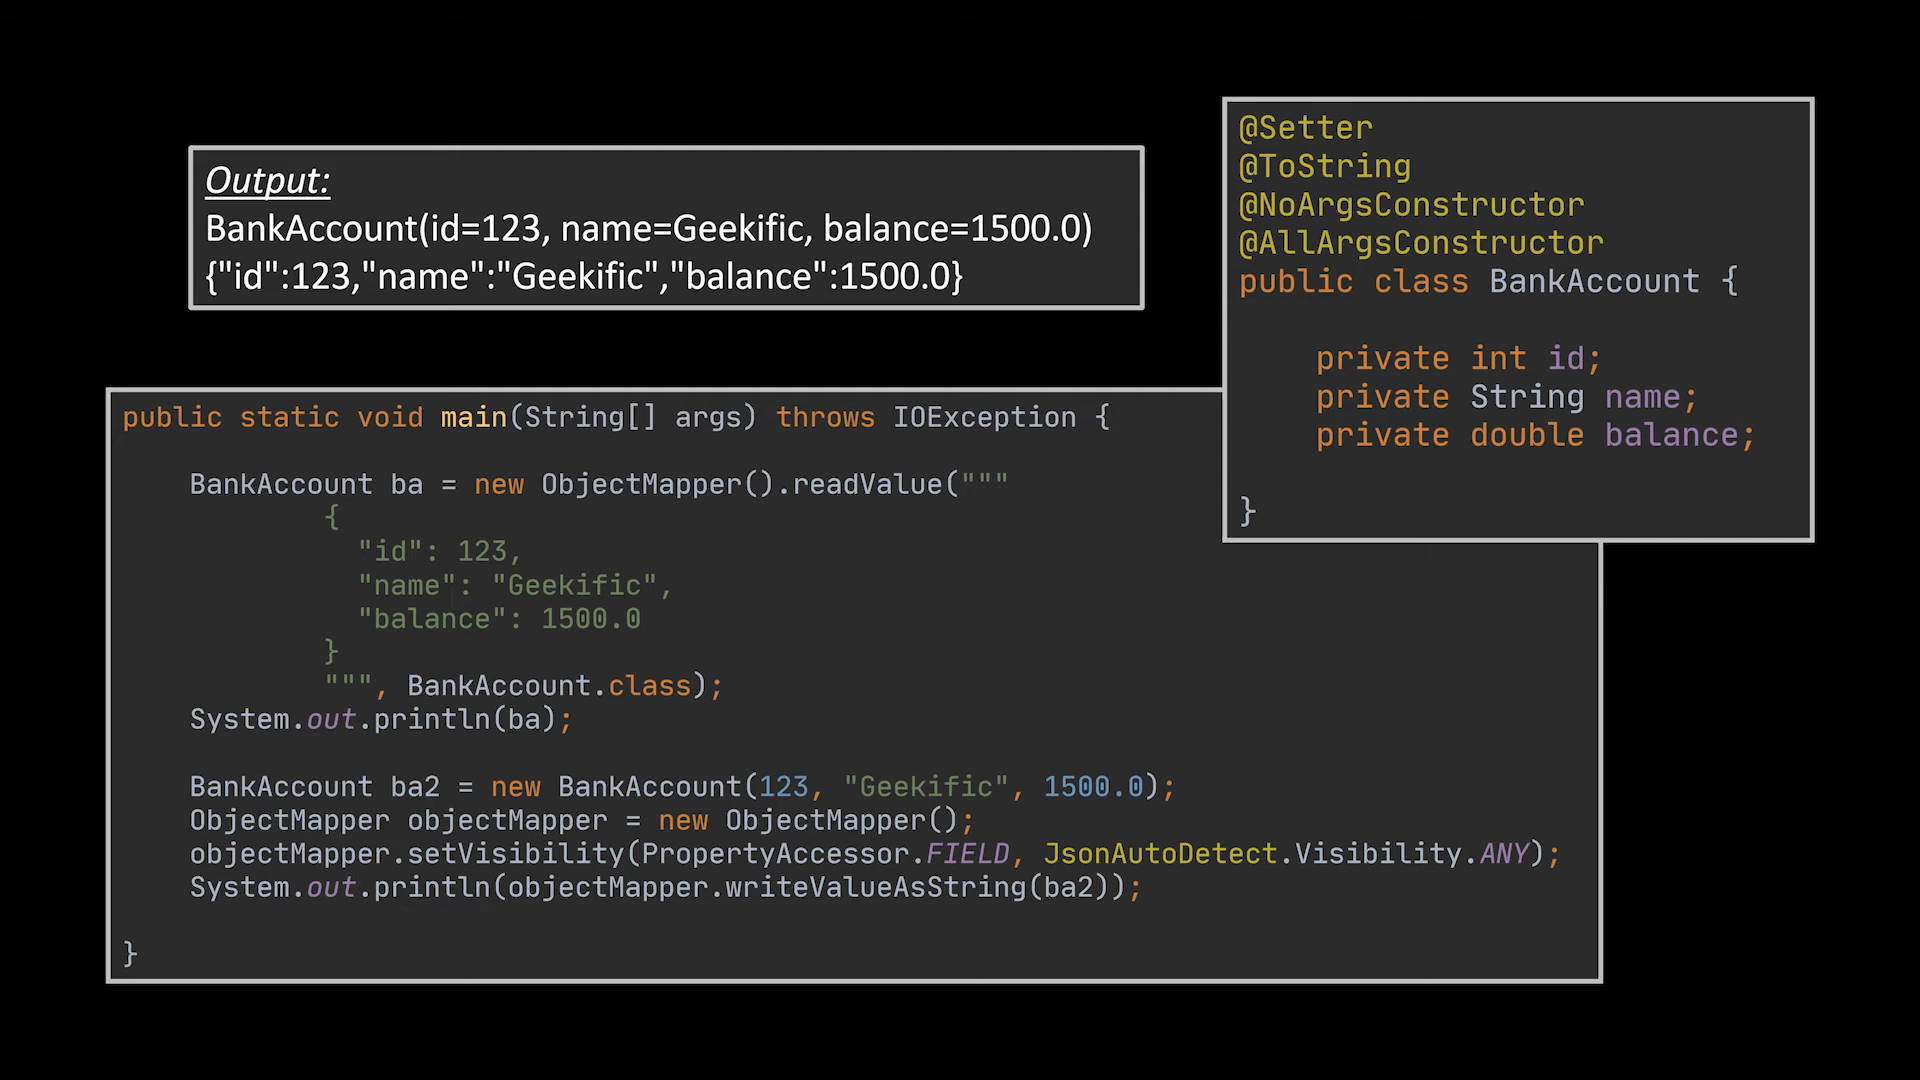 Output:
BankAccount(id=123, name=Geekific, balance=1500.0)
{"id":123,"name":"Geekific","balance":1500.0}
@Setter
@ToString
@NoArgsConstructor
@AllArgsConstructor
public class BankAccount {
private int id;
private String name;
private double balance;
}
public static void main(String[] args) throws IOException {
BankAccount ba = new ObjectMapper().readValue("""
{
"id": 123,
"name": "Geekific",
"balance": 1500.0
}
""", BankAccount.class);
System.out.println(ba);
BankAccount ba2 = new BankAccount(123, "Geekific", 1500.0);
ObjectMapper objectMapper = new ObjectMapper();
objectMapper.setVisibility(PropertyAccessor.FIELD, JsonAutoDetect.Visibility.ANY);
System.out.println(objectMapper.writeValueAsString(ba2));
}